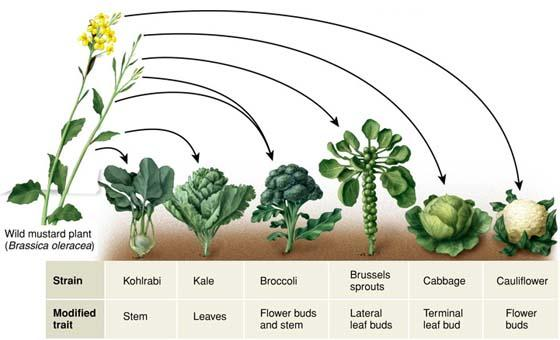 Wild mustard plant
(Brassica oleracea)
Strain Kohlrabi Kale Broccoli Brussels sprouts Cabbage Cauliflower
Modified trait Stem Leaves Flower buds and stem Lateral leaf buds Terminal leaf bud Flower buds